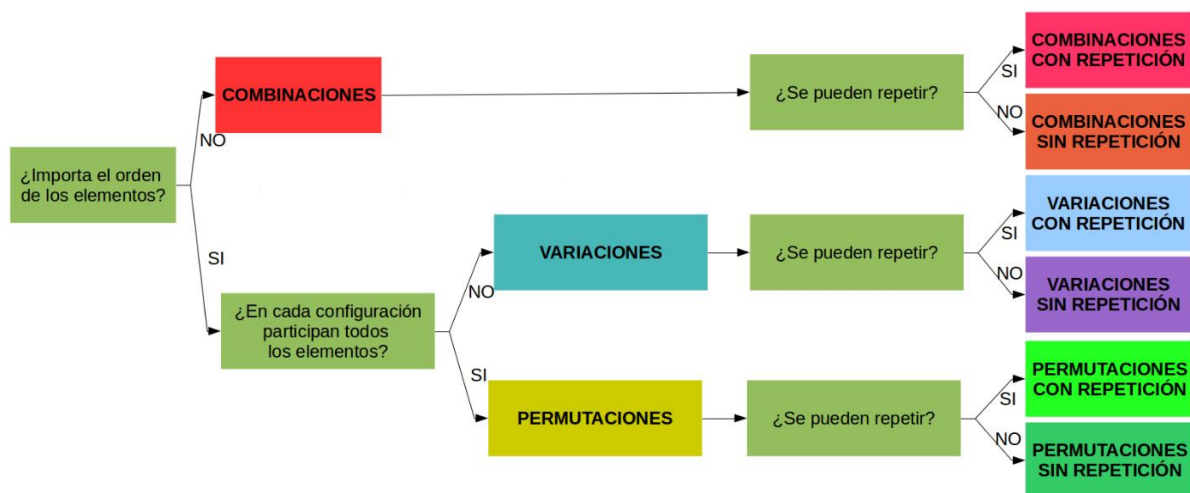 ¿Importa el orden
de los elementos?
NO
SI
COMBINACIONES
¿Se pueden repetir?
SI
NO
COMBINACIONES
CON REPETICIÓN
COMBINACIONES
SIN REPETICIÓN
¿En cada configuración
participan todos
los elementos?
NO
SI
VARIACIONES
¿Se pueden repetir?
SI
NO
VARIACIONES
CON REPETICIÓN
VARIACIONES
SIN REPETICIÓN
PERMUTACIONES
¿Se pueden repetir?
SI
NO
PERMUTACIONES
CON REPETICIÓN
PERMUTACIONES
SIN REPETICIÓN